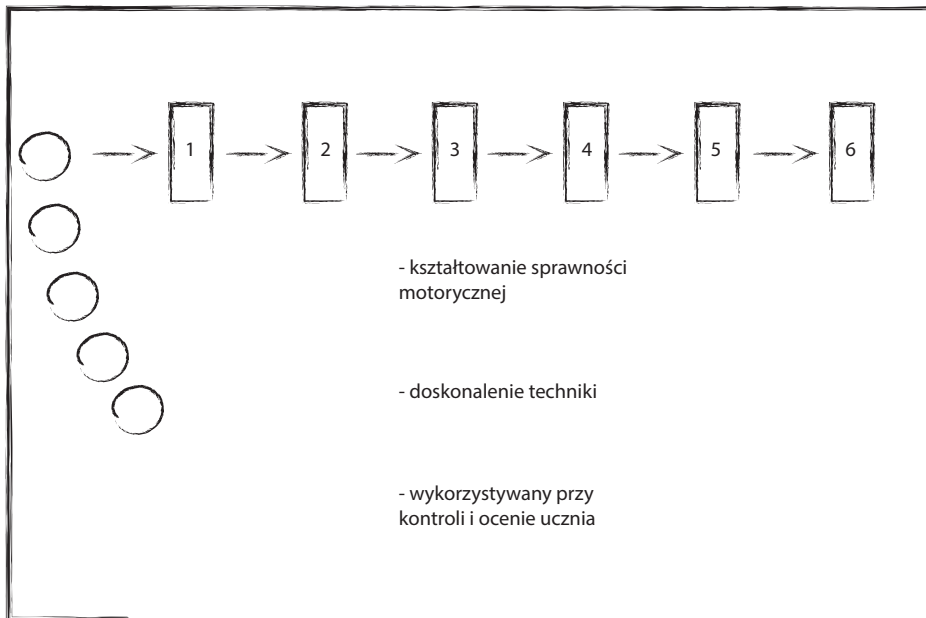 1 2 3 4 5 6
- kształtowanie sprawności
motorycznej
- doskonalenie techniki
- wykorzystywany przy
kontroli i ocenie ucznia